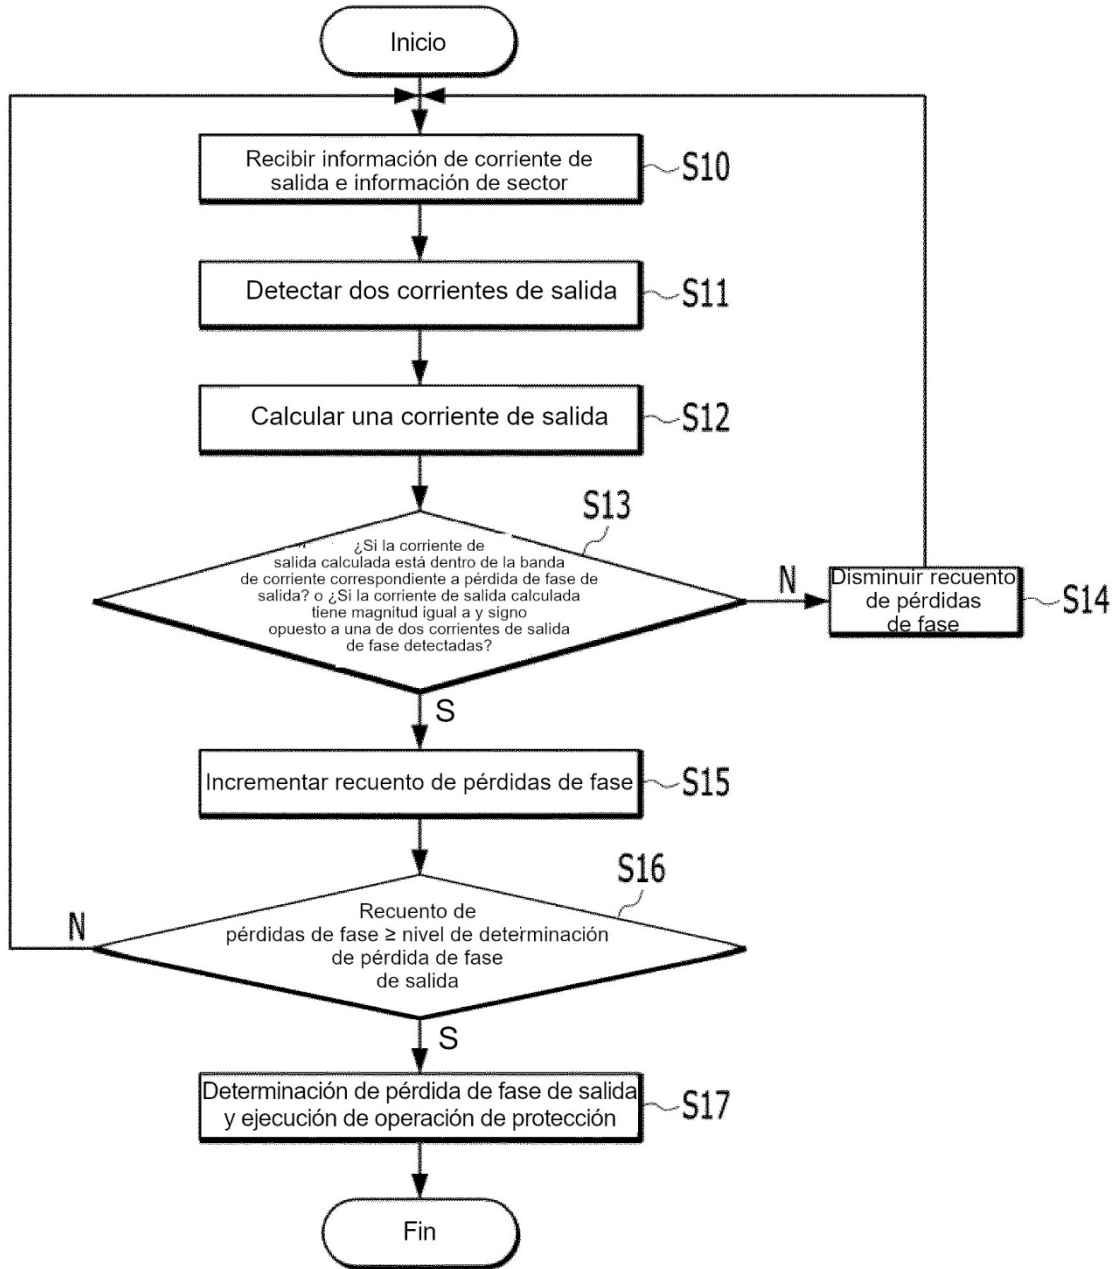 Inicio
Recibir información de corriente de
salida e información de sector
S10
Detectar dos corrientes de salida
S11
Calcular una corriente de salida
S12
S13
¿Si la corriente de
salida calculada está dentro de la banda
de corriente correspondiente a pérdida de fase de
salida? o ¿Si la corriente de salida calculada
tiene magnitud igual a y signo
opuesto a una de dos corrientes de salida
de fase detectadas?
N
Disminuir recuento
de pérdidas
de fase
S14
S
Incrementar recuento de pérdidas de fase
S15
S16
Recuento de
pérdidas de fase ≥ nivel de determinación
de pérdida de fase
de salida
N
S
Determinación de pérdida de fase de salida
y ejecución de operación de protección
S17
Fin